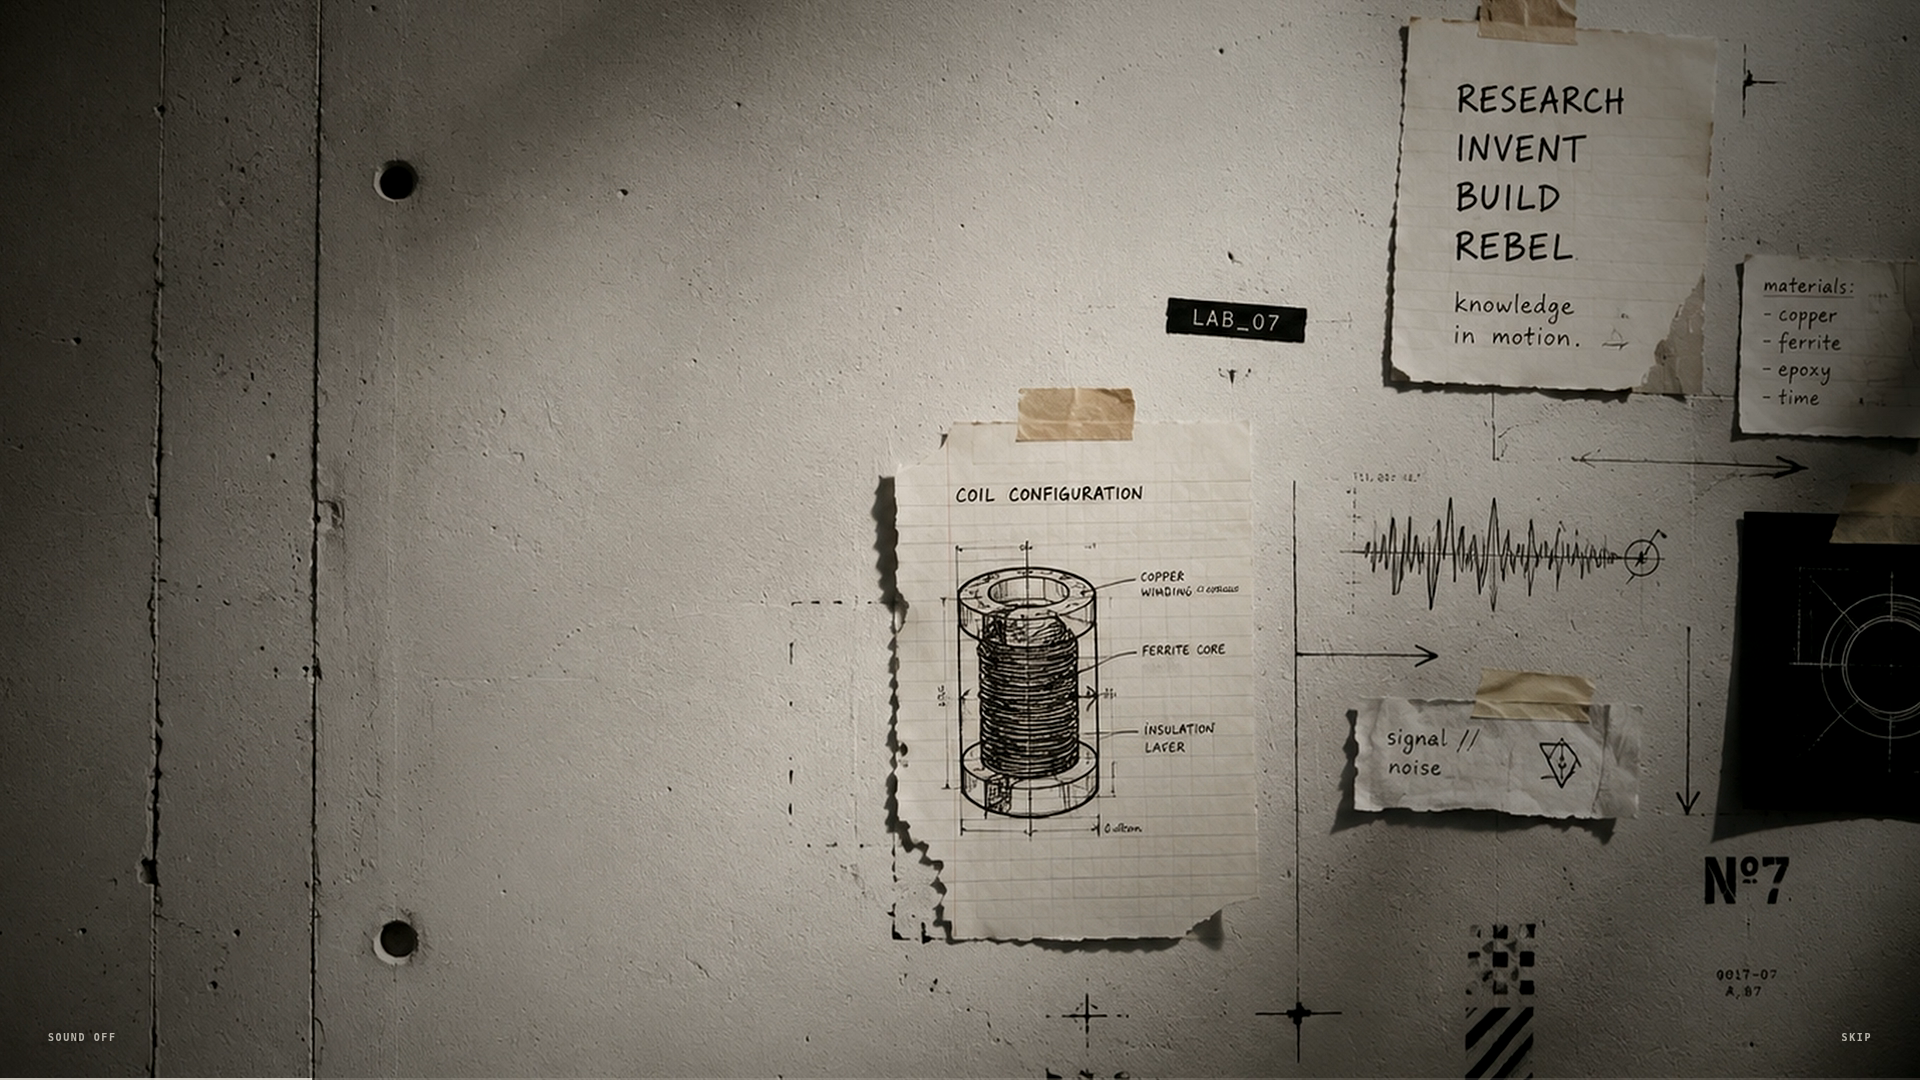 RESEARCH
INVENT
BUILD
REBEL
knowledge
in motion.
materials:
- copper
- ferrite
- epoxy
- time
LAB_07
COIL CONFIGURATION
COPPER
WINDING
FERRITE CORE
INSULATION
LAYER
signal //
noise
Nº7
0017-07
SOUND OFF
SKIP